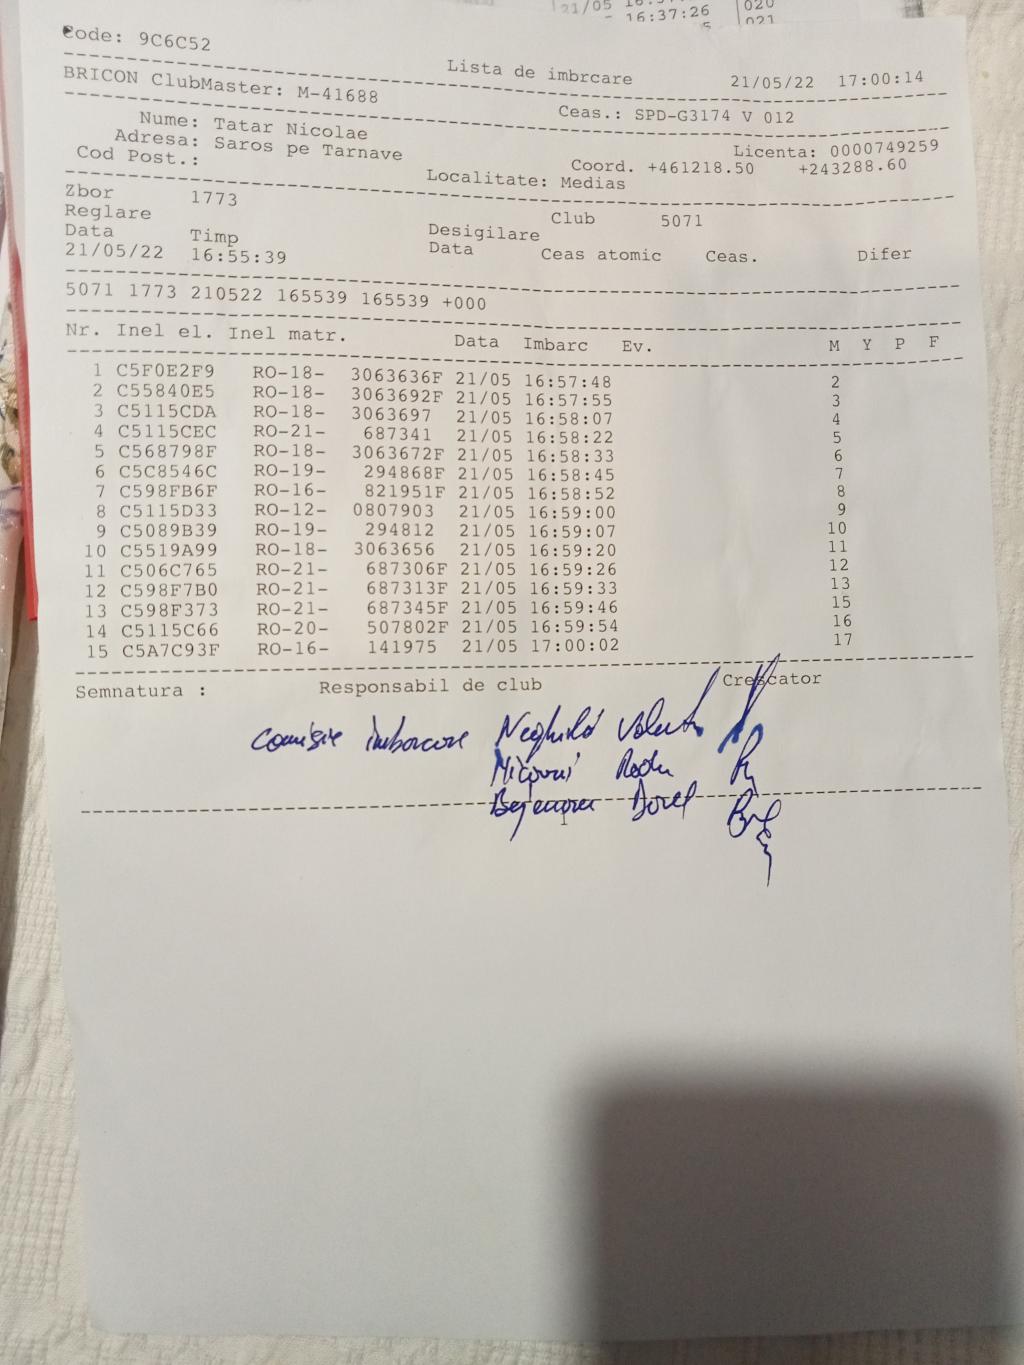 21/05
- 16:37:26
020
021
Code: 9C6C52
Lista de imbrcare 21/05/22 17:00:14
BRICON ClubMaster: M-41688
Ceas.: SPD-G3174 V 012
Nume: Tatar Nicolae
Licenta: 0000749259
Adresa: Saros pe Tarnave
Coord. +461218.50 +243288.60
Cod Post.:
Localitate: Medias
Zbor 1773
Club 5071
Reglare
Desigilare
Data Timp
Data Ceas atomic Ceas. Difer
21/05/22 16:55:39
5071 1773 210522 165539 165539 +000
Nr. Inel el. Inel matr. Data Imbarc Ev. M Y P F
1 C5F0E2F9 RO-18- 3063636F 21/05 16:57:48 2
2 C55840E5 RO-18- 3063692F 21/05 16:57:55 3
3 C5115CDA RO-18- 3063697 21/05 16:58:07 4
4 C5115CEC RO-21- 687341 21/05 16:58:22 5
5 C568798F RO-18- 3063672F 21/05 16:58:33 6
6 C5C8546C RO-19- 294868F 21/05 16:58:45 7
7 C598FB6F RO-16- 821951F 21/05 16:58:52 8
8 C5115D33 RO-12- 0807903 21/05 16:59:00 9
9 C5089B39 RO-19- 294812 21/05 16:59:07 10
10 C5519A99 RO-18- 3063656 21/05 16:59:20 11
11 C506C765 RO-21- 687306F 21/05 16:59:26 12
12 C598F7B0 RO-21- 687313F 21/05 16:59:33 13
13 C598F373 RO-21- 687345F 21/05 16:59:46 15
14 C5115C66 RO-20- 507802F 21/05 16:59:54 16
15 C5A7C93F RO-16- 141975 21/05 17:00:02 17
Semnatura : Responsabil de club Crescator
Comisie imbarcare
Radu
Dorel